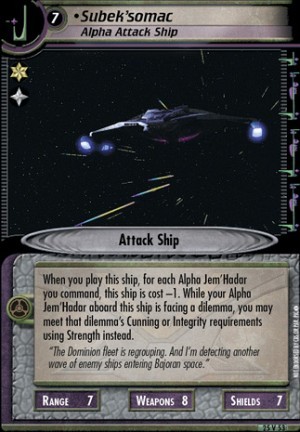 7
•Subek'somac
Alpha Attack Ship
Attack Ship
When you play this ship, for each Alpha Jem'Hadar
you command, this ship is cost –1. While your Alpha
Jem'Hadar aboard this ship is facing a dilemma, you may
meet that dilemma's Cunning or Integrity requirements
using Strength instead.
"The Dominion fleet is regrouping. And I'm detecting another
wave of enemy ships entering Bajoran space."
RANGE 7 WEAPONS 8 SHIELDS 7